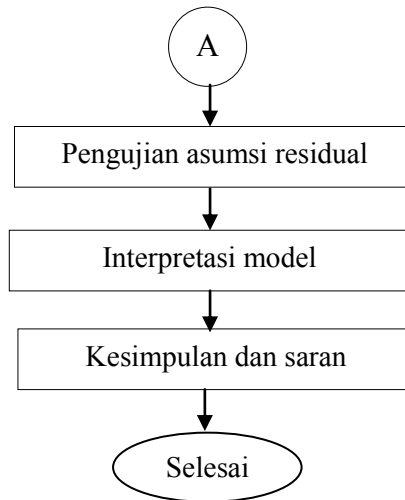 A
Pengujian asumsi residual
Interpretasi model
Kesimpulan dan saran
Selesai